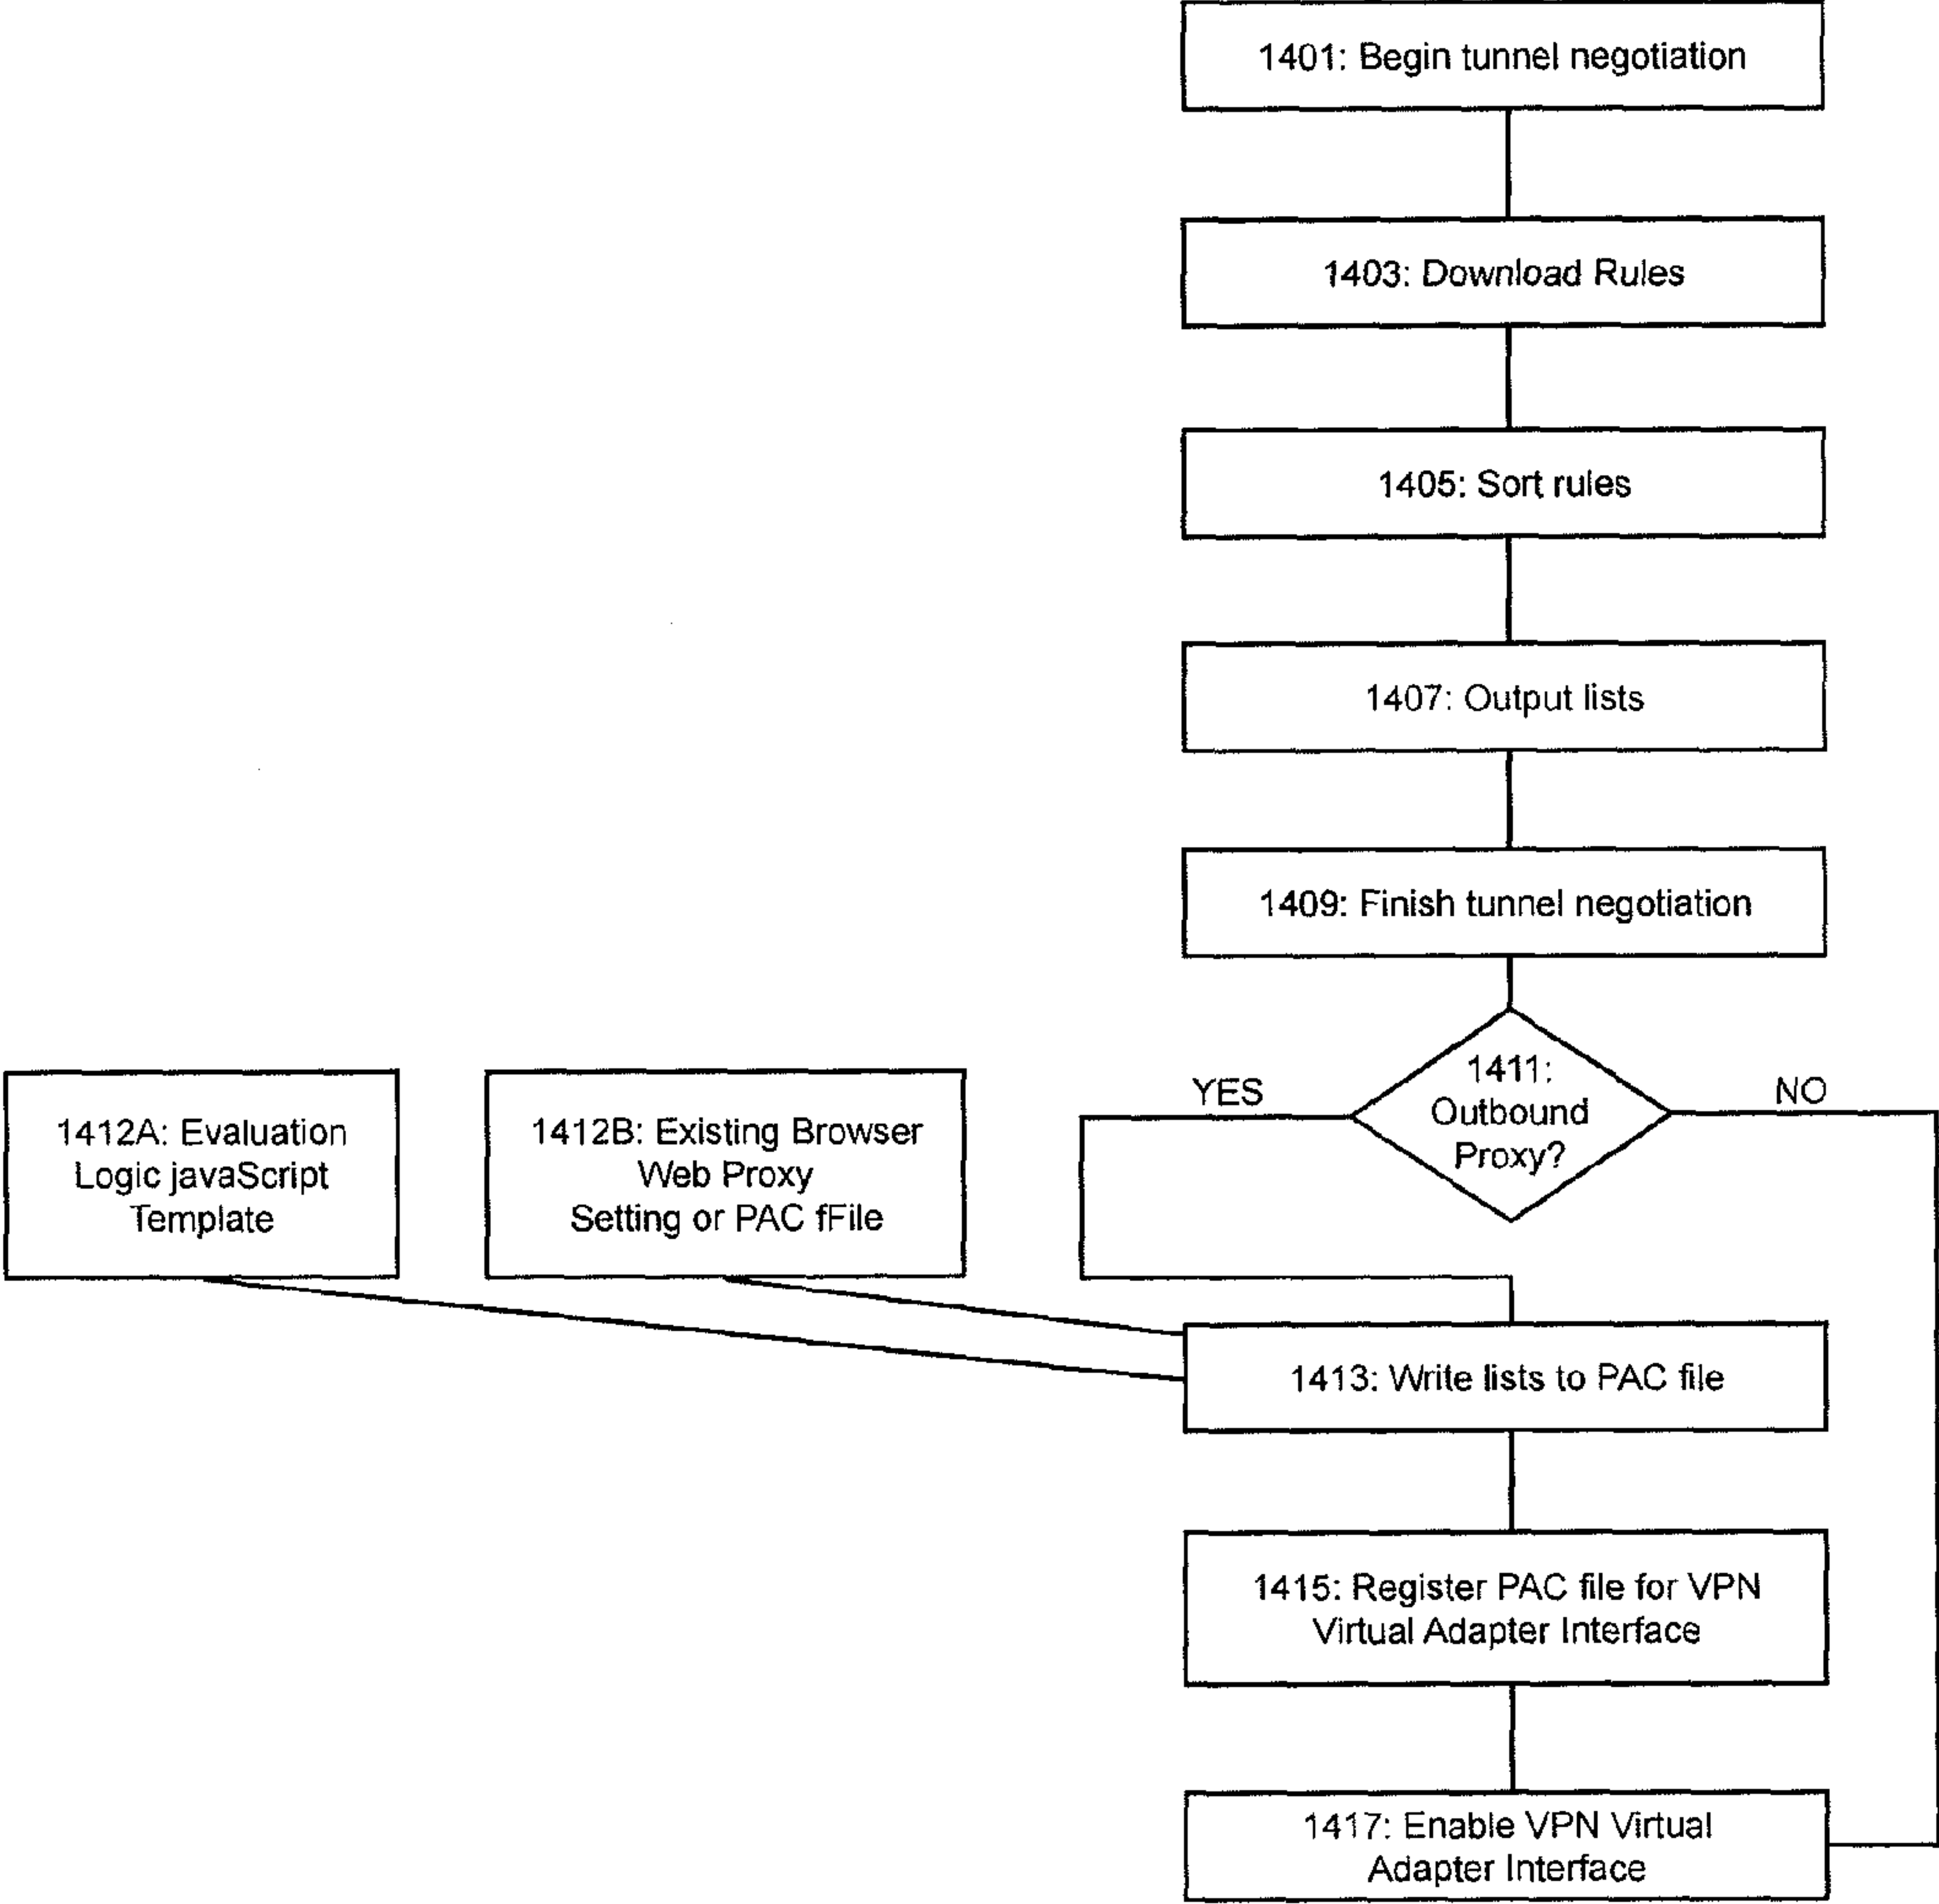 1401: Begin tunnel negotiation
1403: Download Rules
1405: Sort rules
1407: Output lists
1409: Finish tunnel negotiation
1411:
Outbound
Proxy?
YES
NO
1412A: Evaluation
Logic javaScript
Template
1412B: Existing Browser
Web Proxy
Setting or PAC fFile
1413: Write lists to PAC file
1415: Register PAC file for VPN
Virtual Adapter Interface
1417: Enable VPN Virtual
Adapter Interface